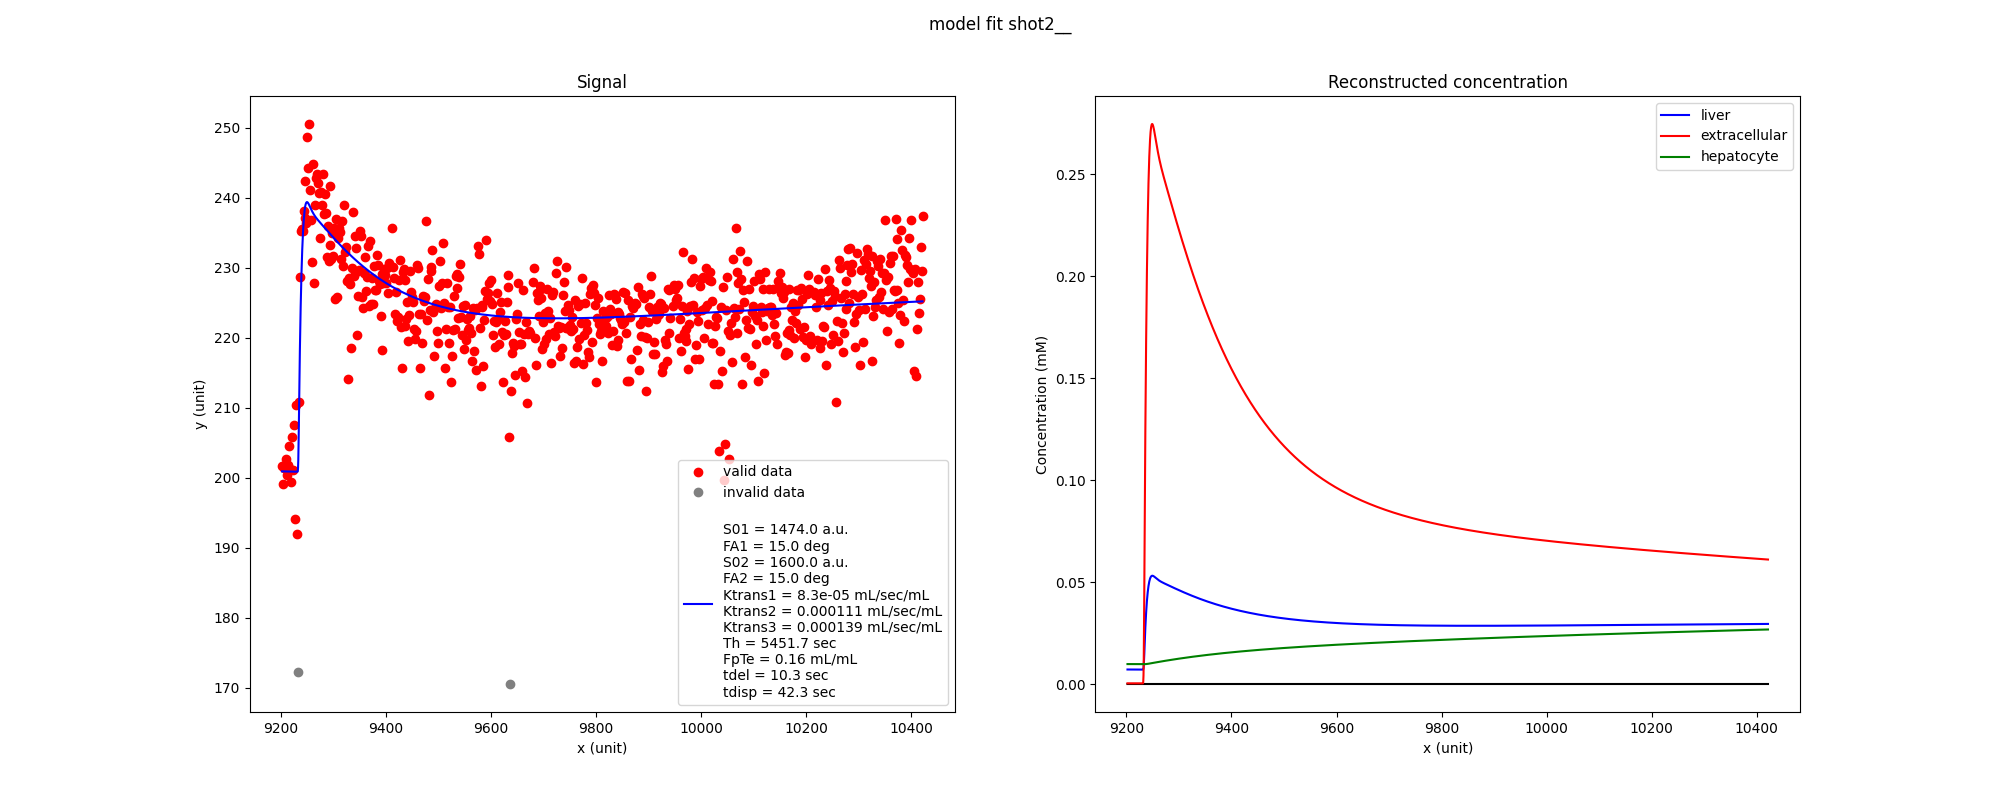 model fit shot2__
Signal
y (unit)
250
240
230
220
210
200
190
180
170
9200 9400 9600 9800 10000 10200 10400
x (unit)
valid data
invalid data
S01 = 1474.0 a.u.
FA1 = 15.0 deg
S02 = 1600.0 a.u.
FA2 = 15.0 deg
Ktrans1 = 8.3e-05 mL/sec/mL
Ktrans2 = 0.000111 mL/sec/mL
Ktrans3 = 0.000139 mL/sec/mL
Th = 5451.7 sec
FpTe = 0.16 mL/mL
tdel = 10.3 sec
tdisp = 42.3 sec
Reconstructed concentration
Concentration (mM)
0.25
0.20
0.15
0.10
0.05
0.00
9200 9400 9600 9800 10000 10200 10400
x (unit)
liver
extracellular
hepatocyte